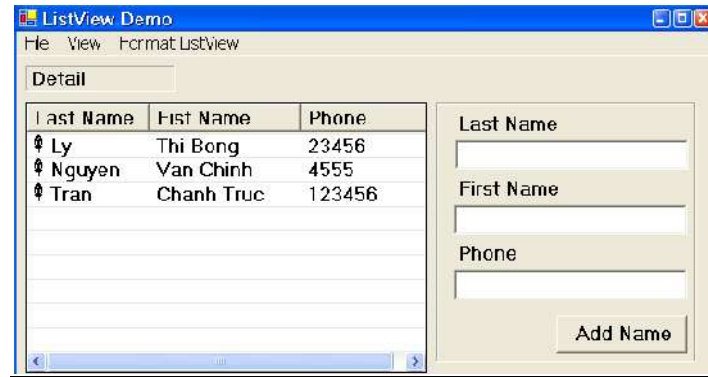 ListView Demo
File View Format ListView
Detail
Last Name Fist Name Phone
Ly Thi Bong 23456
Nguyen Van Chinh 4555
Tran Chanh Truc 123456
Last Name
First Name
Phone
Add Name